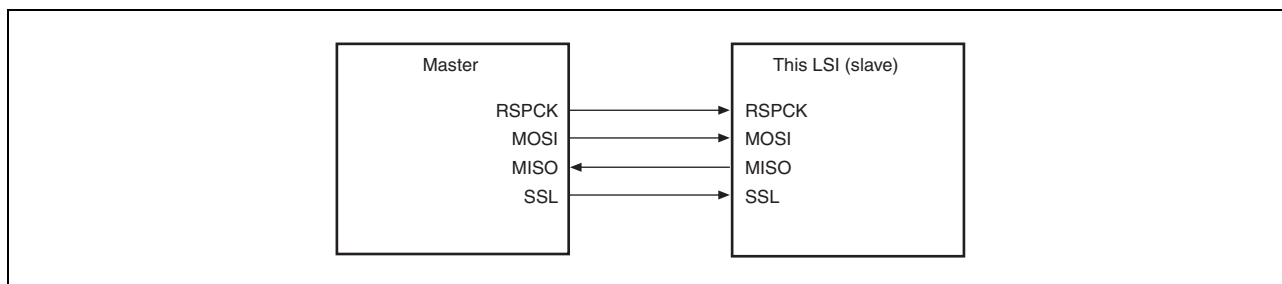 Master
This LSI (slave)
RSPCK
RSPCK
MOSI
MOSI
MISO
MISO
SSL
SSL